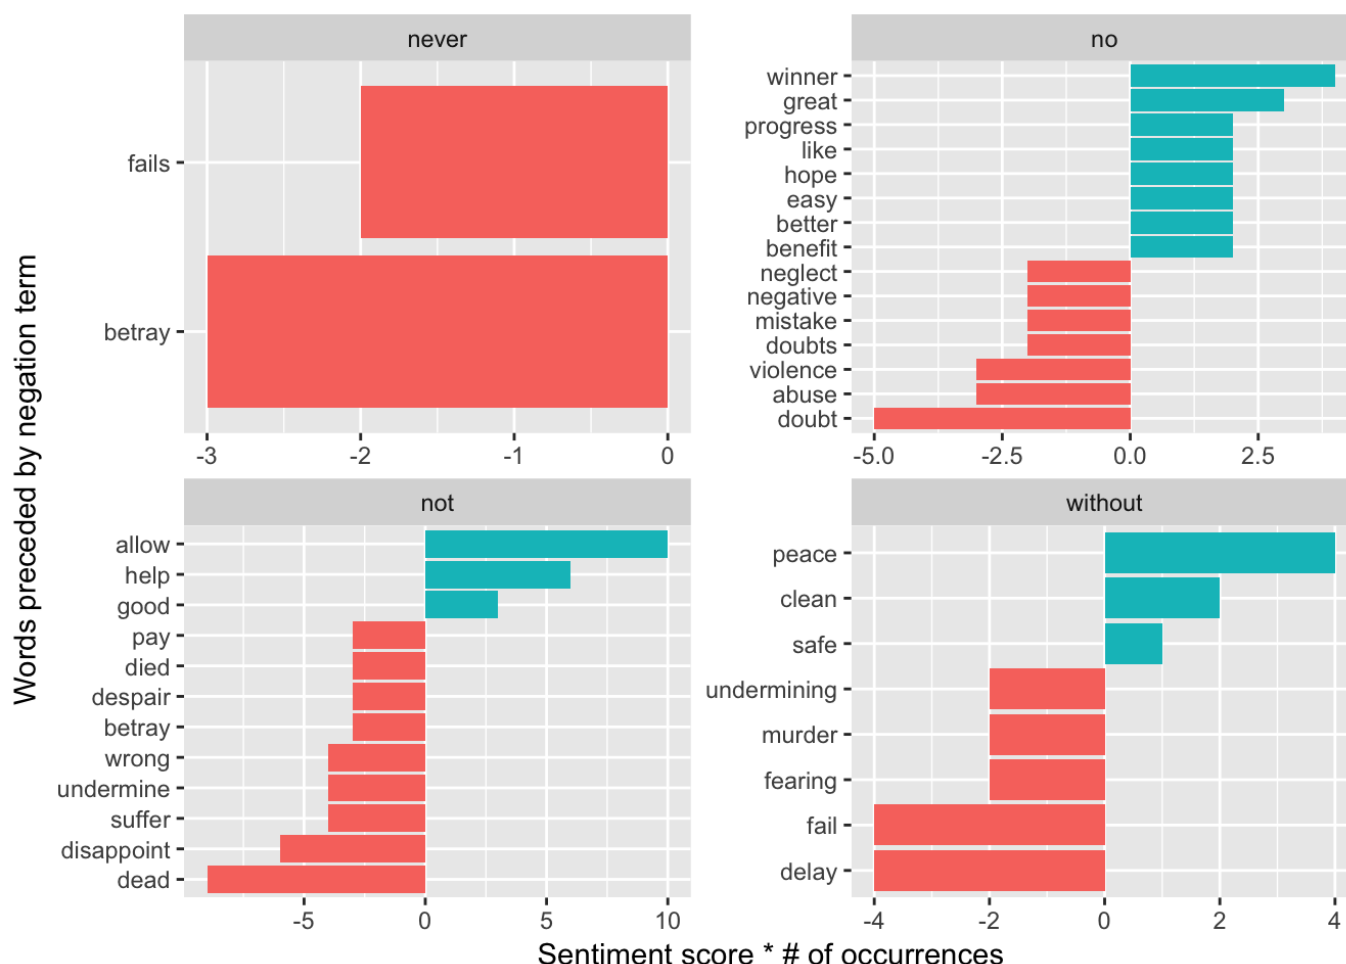 never
fails
betray
-3 -2 -1 0
no
winner
great
progress
like
hope
easy
better
benefit
neglect
negative
mistake
doubts
violence
abuse
doubt
-5.0 -2.5 0.0 2.5
not
allow
help
good
pay
died
despair
betray
wrong
undermine
suffer
disappoint
dead
-5 0 5 10
without
peace
clean
safe
undermining
murder
fearing
fail
delay
-4 -2 0 2 4
Words preceded by negation term
Sentiment score * # of occurrences